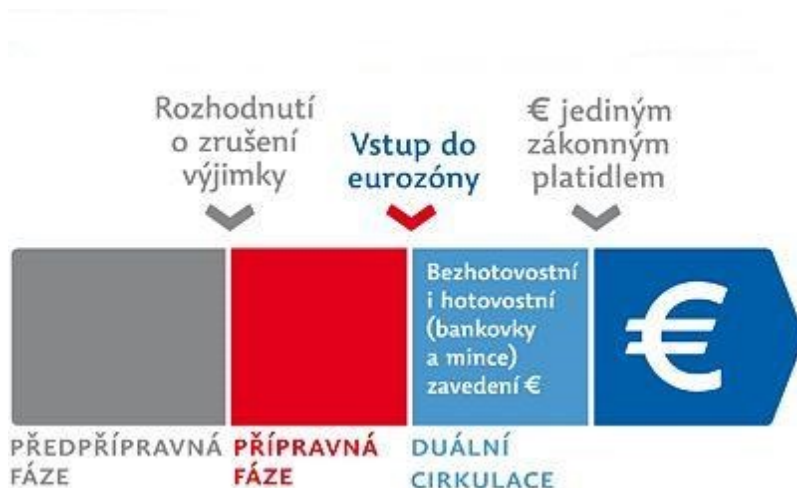 Rozhodnutí
o zrušení
výjimky
Vstup do
eurozóny
€ jediným
zákonným
platidlem
Bezhotovostní
i hotovostní
(bankovky
a mince)
zavedení €
€
PŘEDPŘÍPRAVNÁ
FÁZE
PŘÍPRAVNÁ
FÁZE
DUÁLNÍ
CIRKULACE